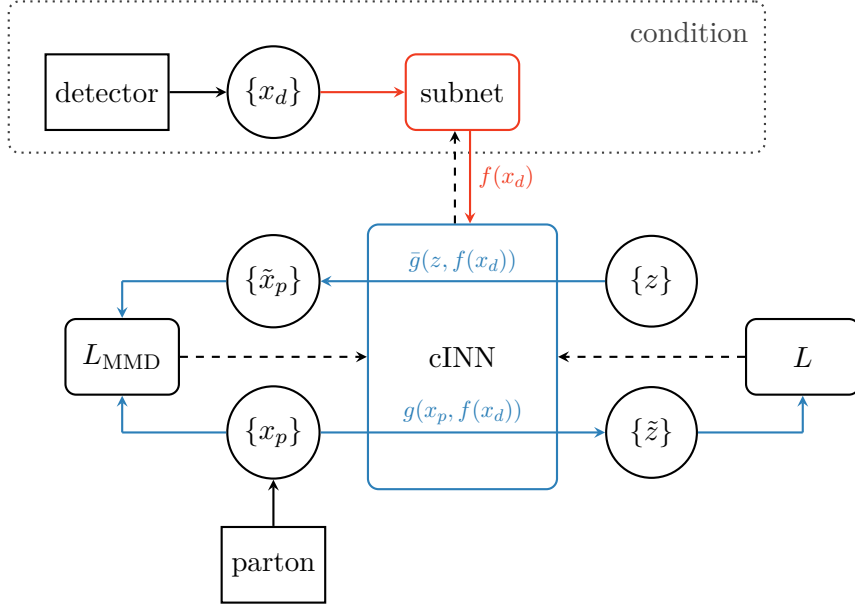 condition
detector
{x_d}
subnet
f(x_d)
{x̃_p}
ḡ(z, f(x_d))
{z}
L_MMD
cINN
L
{x_p}
g(x_p, f(x_d))
{z̃}
parton